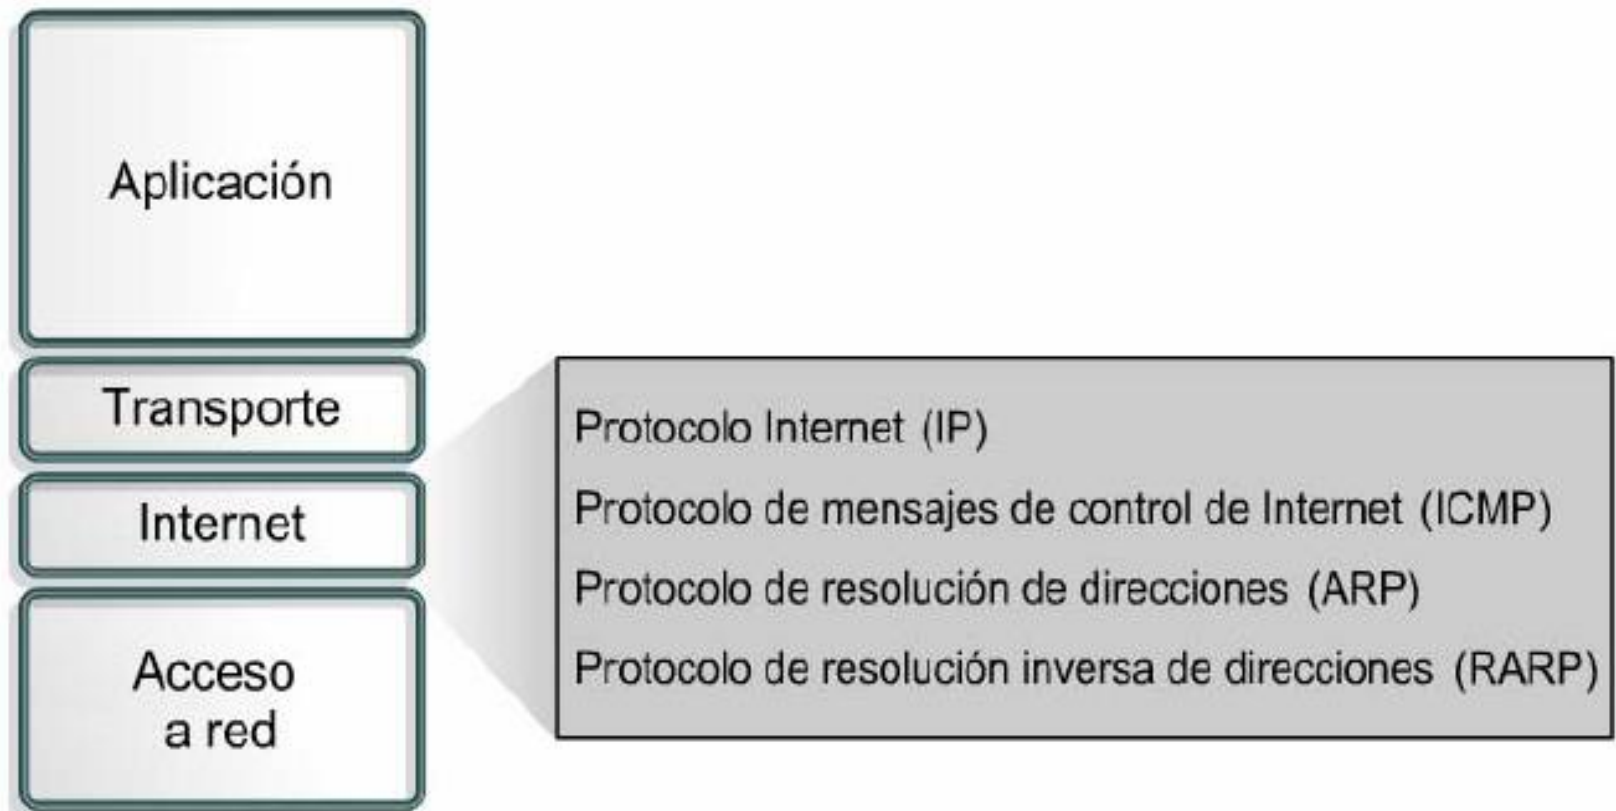 Aplicación
Transporte
Internet
Acceso
a red
Protocolo Internet (IP)
Protocolo de mensajes de control de Internet (ICMP)
Protocolo de resolución de direcciones (ARP)
Protocolo de resolución inversa de direcciones (RARP)